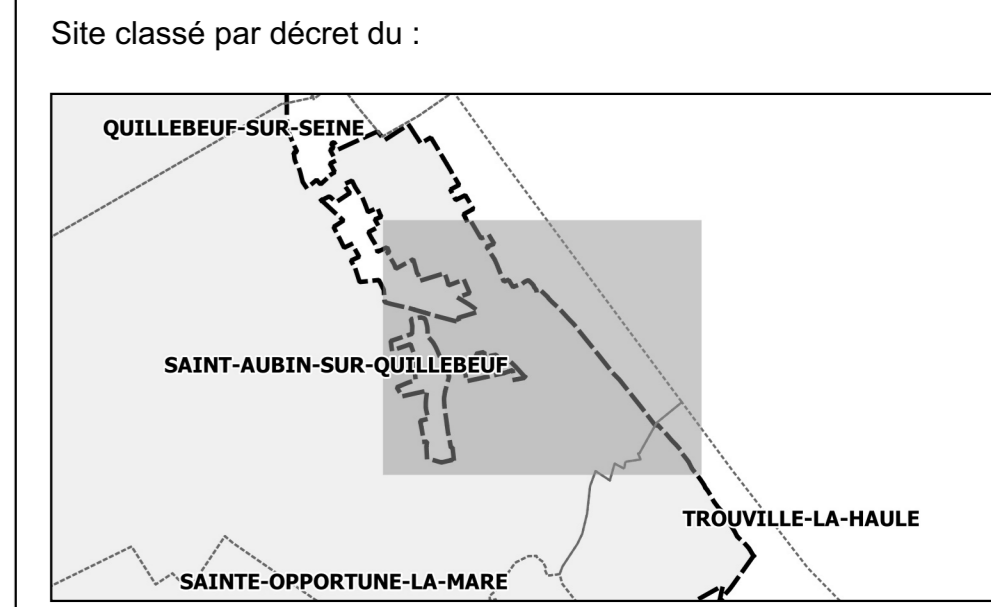 Site classé par décret du :
QUILLEBEUF-SUR-SEINE
SAINT-AUBIN-SUR-QUILLEBEUF
TROUVILLE-LA-HAULE
SAINTE-OPPORTUNE-LA-MARE